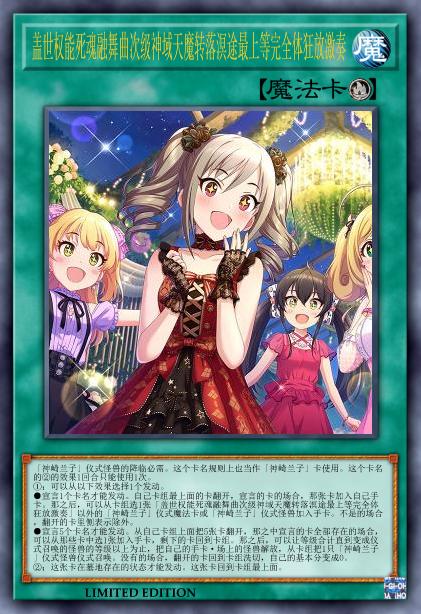 盖世权能死魂融舞曲次级神域天魔转落溟途最上等完全体狂放激奏 魔
【魔法卡】
「神崎兰子」仪式怪兽的降临必需。这个卡名规则上也当作「神崎兰子」卡使用。这个卡名
的②的效果1回合只能使用1次。
①：可以从以下效果选择1个发动。
●宣言1个卡名才能发动。自己卡组最上面的卡翻开，宣言的卡的场合，那张卡加入自己手
卡。那之后，可以从卡组选1张「盖世权能死魂融舞曲次级神域天魔转落溟途最上等完全体
狂放激奏」以外的「神崎兰子」仪式魔法卡或「神崎兰子」仪式怪兽加入手卡。不是的场合
，翻开的卡里侧表示除外。
●宣言5个卡名才能发动。从自己卡组上面把5张卡翻开，那之中宣言的卡全部存在的场合，
可以从那些卡中选1张加入手卡，剩下的卡回到卡组。那之后，可以让等级合计直到变成仪
式召唤的怪兽的等级以上为止，把自己的手卡・场上的怪兽解放，从卡组把1只「神崎兰
子」仪式怪兽仪式召唤。没有的场合，翻开的卡回到卡组洗切，自己的基本分变成0。
②：这张卡在墓地存在的状态才能发动。这张卡回到卡组最上面。
LIMITED EDITION